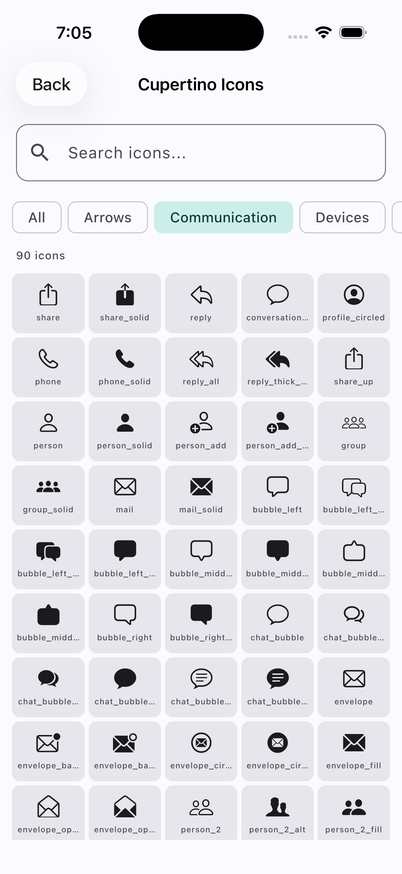 7:05
Back
Cupertino Icons
Search icons...
All Arrows Communication Devices
90 icons
share share_solid reply conversation... profile_circled
phone phone_solid reply_all reply_thick_... share_up
person person_solid person_add person_add_... group
group_solid mail mail_solid bubble_left bubble_left_...
bubble_left_... bubble_left_... bubble_midd... bubble_midd... bubble_midd...
bubble_midd... bubble_right bubble_right... chat_bubble chat_bubble...
chat_bubble... chat_bubble... chat_bubble... chat_bubble... envelope
envelope_ba... envelope_ba... envelope_cir... envelope_cir... envelope_fill
envelope_op... envelope_op... person_2 person_2_alt person_2_fill